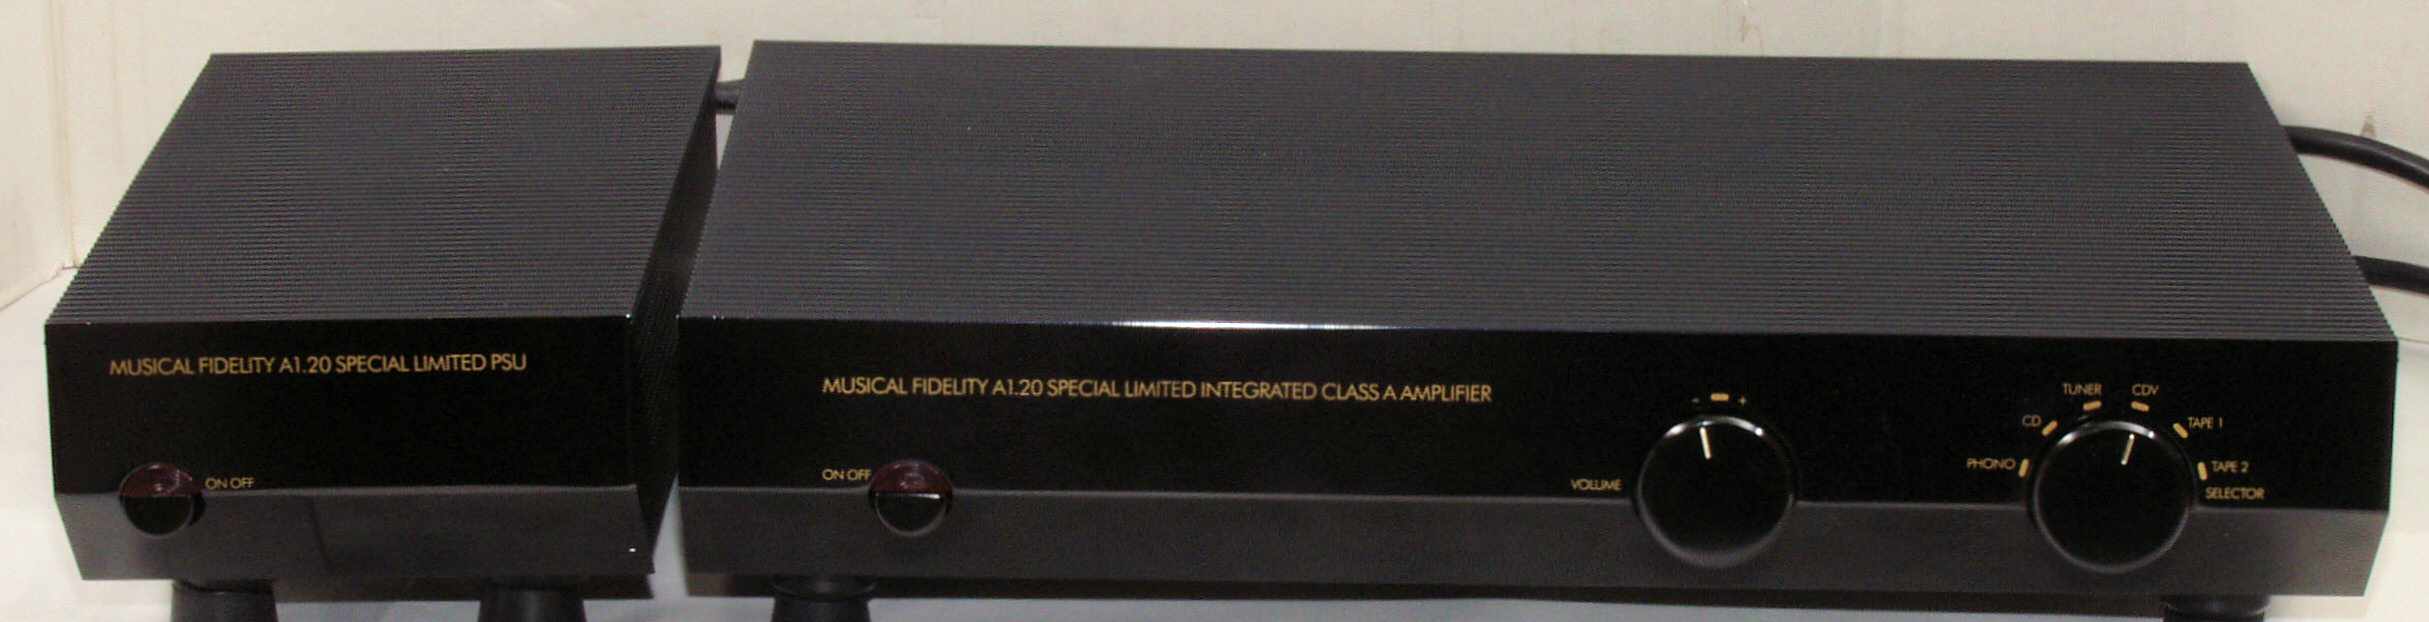 MUSICAL FIDELITY A1.20 SPECIAL LIMITED PSU
ON OFF
MUSICAL FIDELITY A1.20 SPECIAL LIMITED INTEGRATED CLASS A AMPLIFIER
ON OFF
- +
VOLUME
TUNER CDV
CD TAPE 1
PHONO TAPE 2
SELECTOR